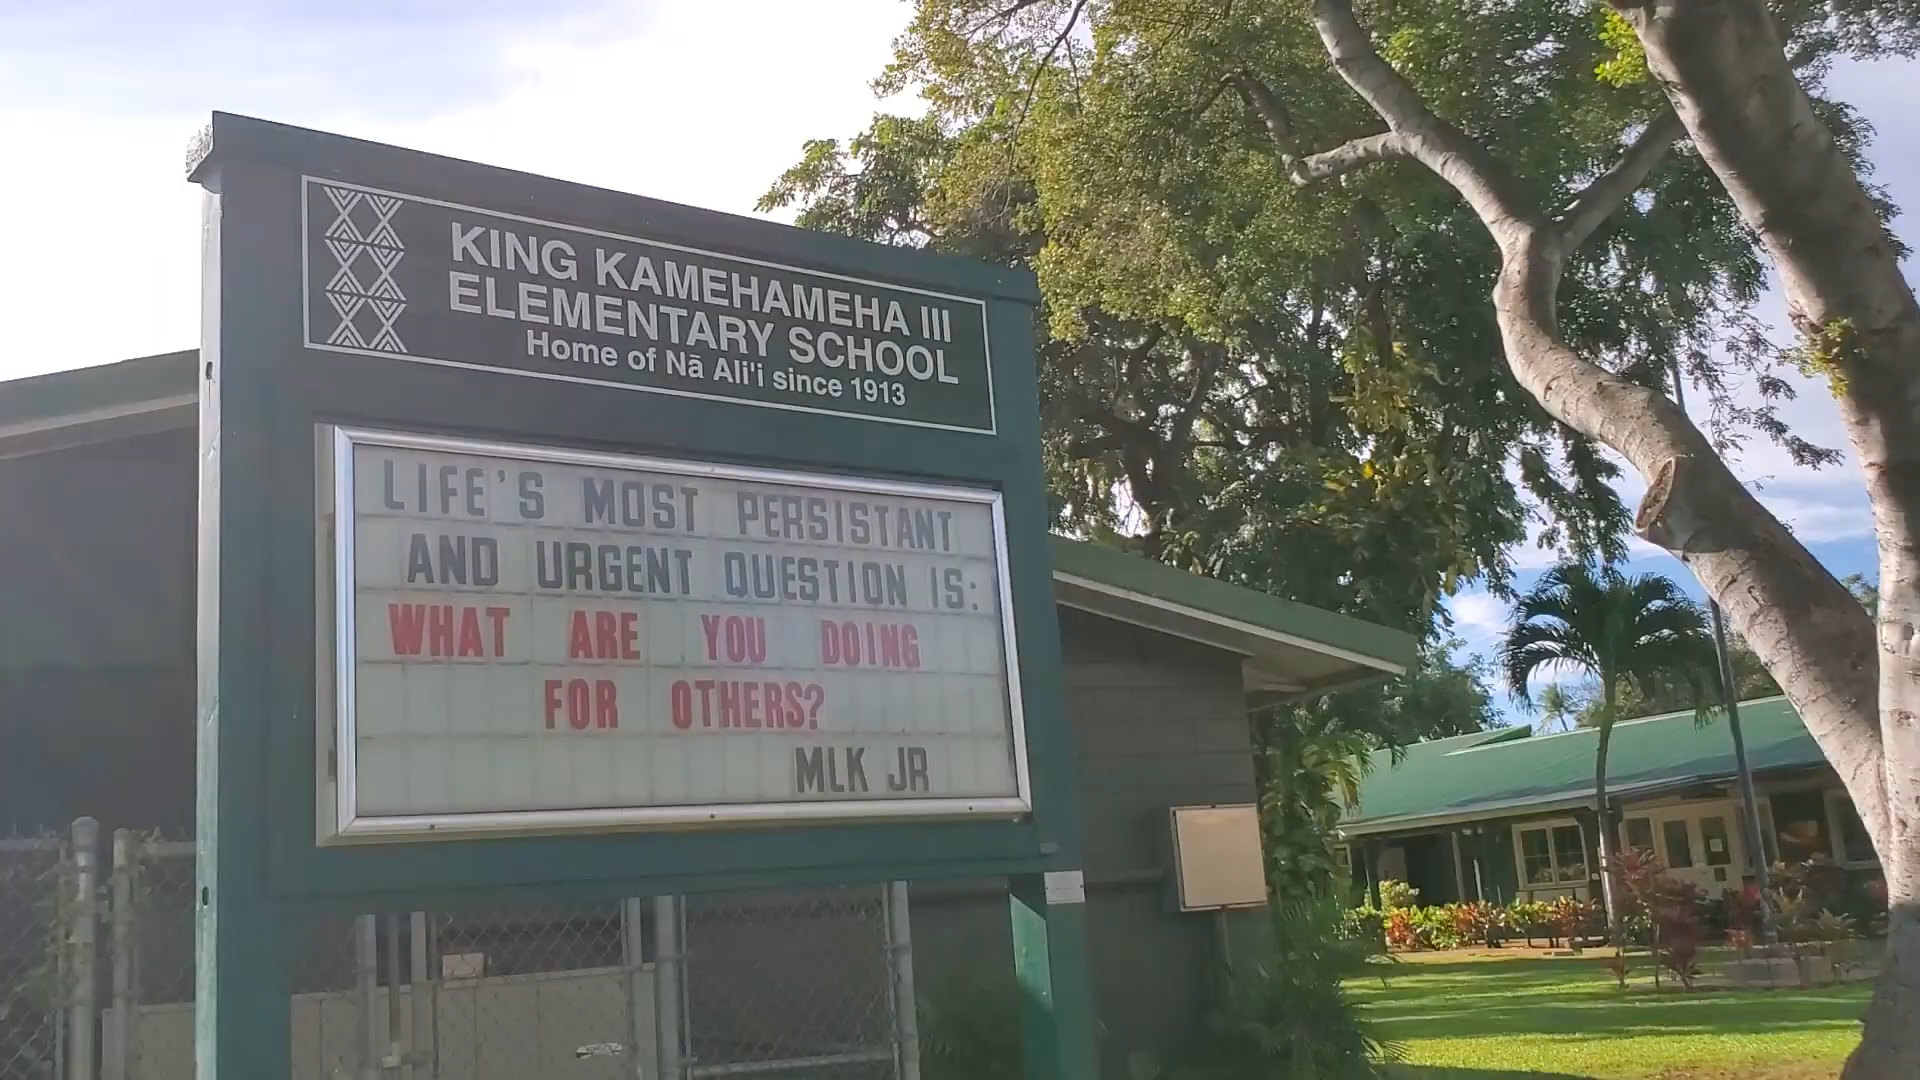 KING KAMEHAMEHA III
ELEMENTARY SCHOOL
Home of Nā Ali'i since 1913
LIFE'S MOST PERSISTANT
AND URGENT QUESTION IS:
WHAT ARE YOU DOING
FOR OTHERS?
MLK JR